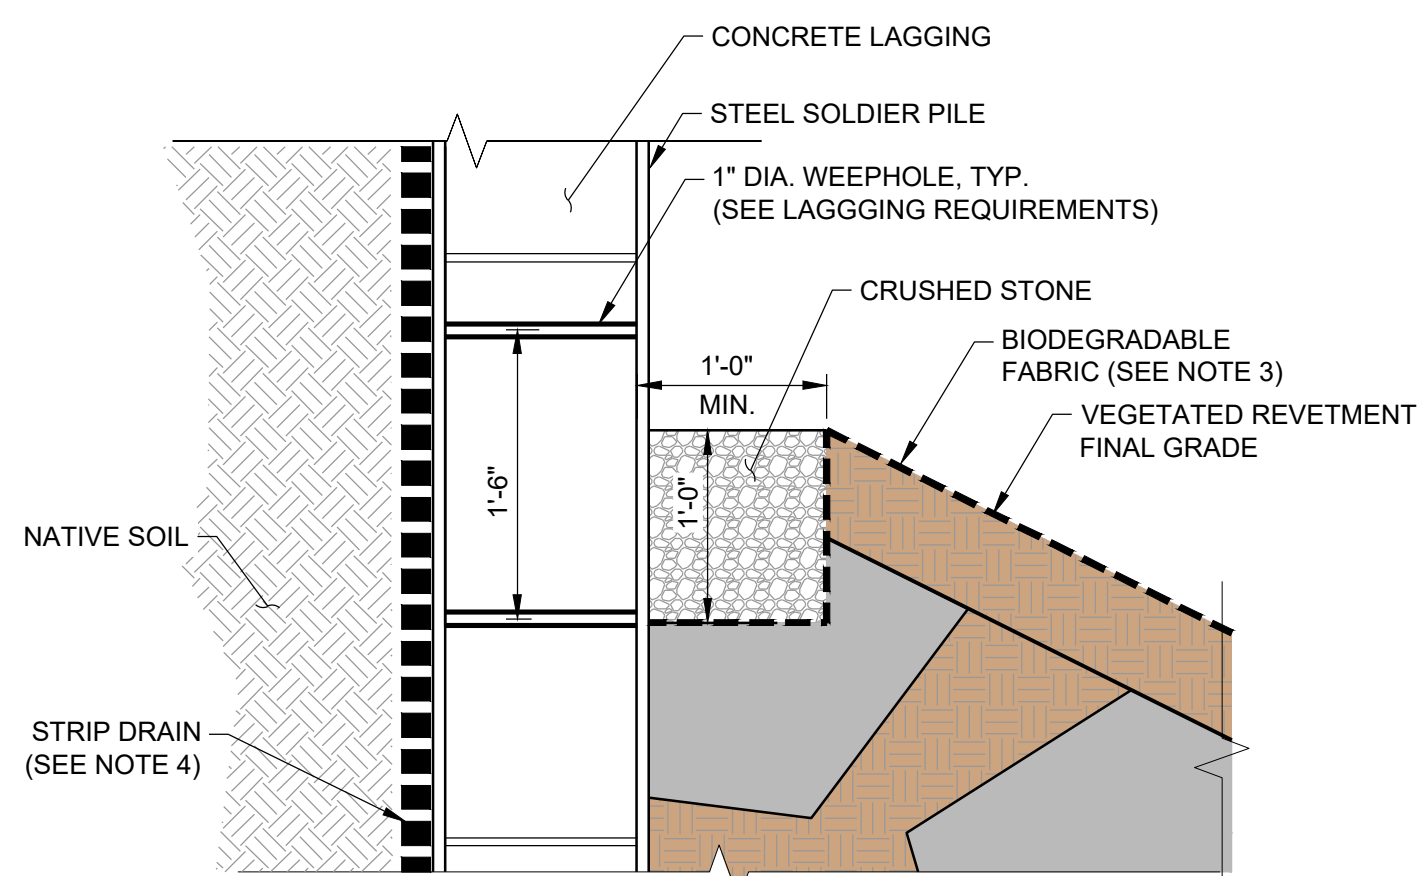 CONCRETE LAGGING
STEEL SOLDIER PILE
1" DIA. WEEPHOLE, TYP.
(SEE LAGGGING REQUIREMENTS)
CRUSHED STONE
BIODEGRADABLE
FABRIC (SEE NOTE 3)
1'-0"
MIN.
VEGETATED REVETMENT
FINAL GRADE
1'-6"
1'-0"
NATIVE SOIL
STRIP DRAIN
(SEE NOTE 4)